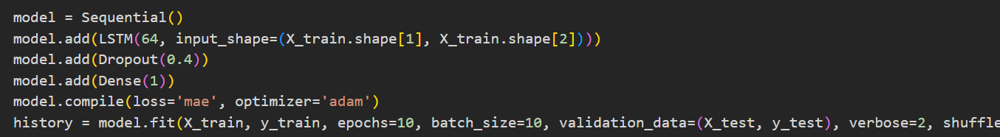 model = Sequential()
model.add(LSTM(64, input_shape=(X_train.shape[1], X_train.shape[2])))
model.add(Dropout(0.4))
model.add(Dense(1))
model.compile(loss='mae', optimizer='adam')
history = model.fit(X_train, y_train, epochs=10, batch_size=10, validation_data=(X_test, y_test), verbose=2, shuffle